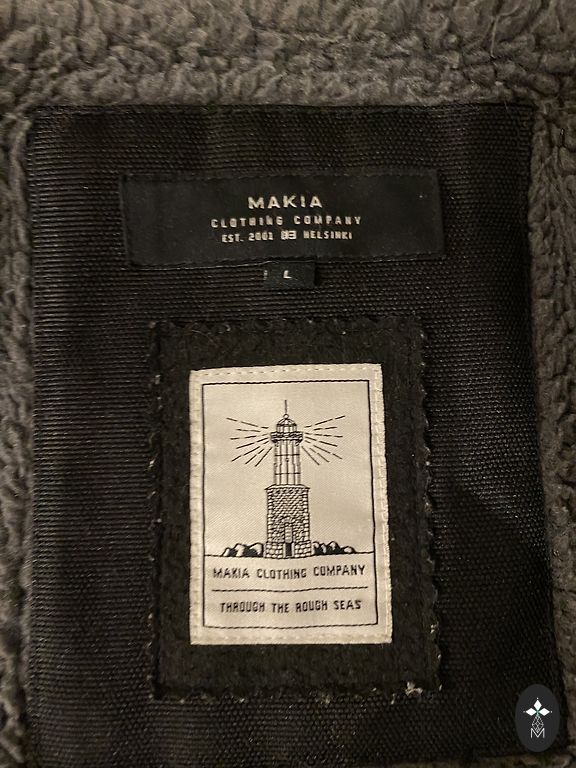 MAKIA
CLOTHING COMPANY
EST. 2001 HELSINKI
L
MAKIA CLOTHING COMPANY
THROUGH THE ROUGH SEAS
M